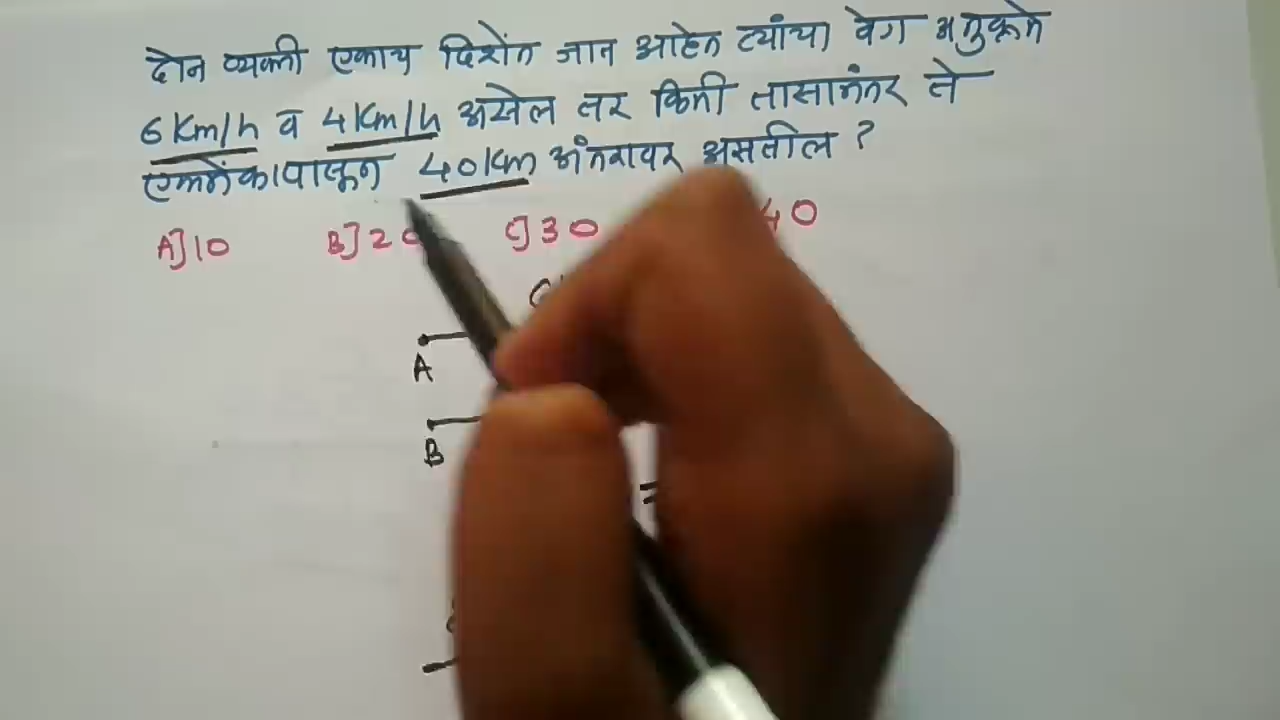 दोन व्यक्ती एकाच दिशेंन जान आहेन त्यांचा वेग अनुक्रमे
6 Km/h व 4 Km/h असेल तर किती तासानंतर ते
एकमेंकापासून 40 Km अंतरावर असतील ?
A] 10 B] 20 C] 30 40
A
B
=